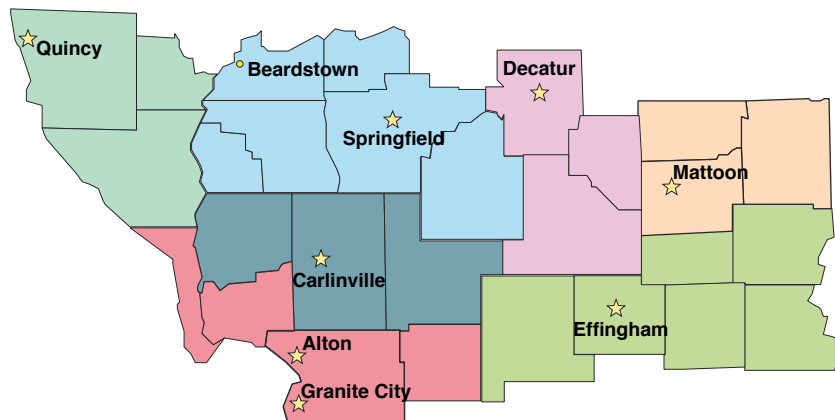 Quincy
Beardstown
Decatur
Springfield
Mattoon
Carlinville
Effingham
Alton
Granite City